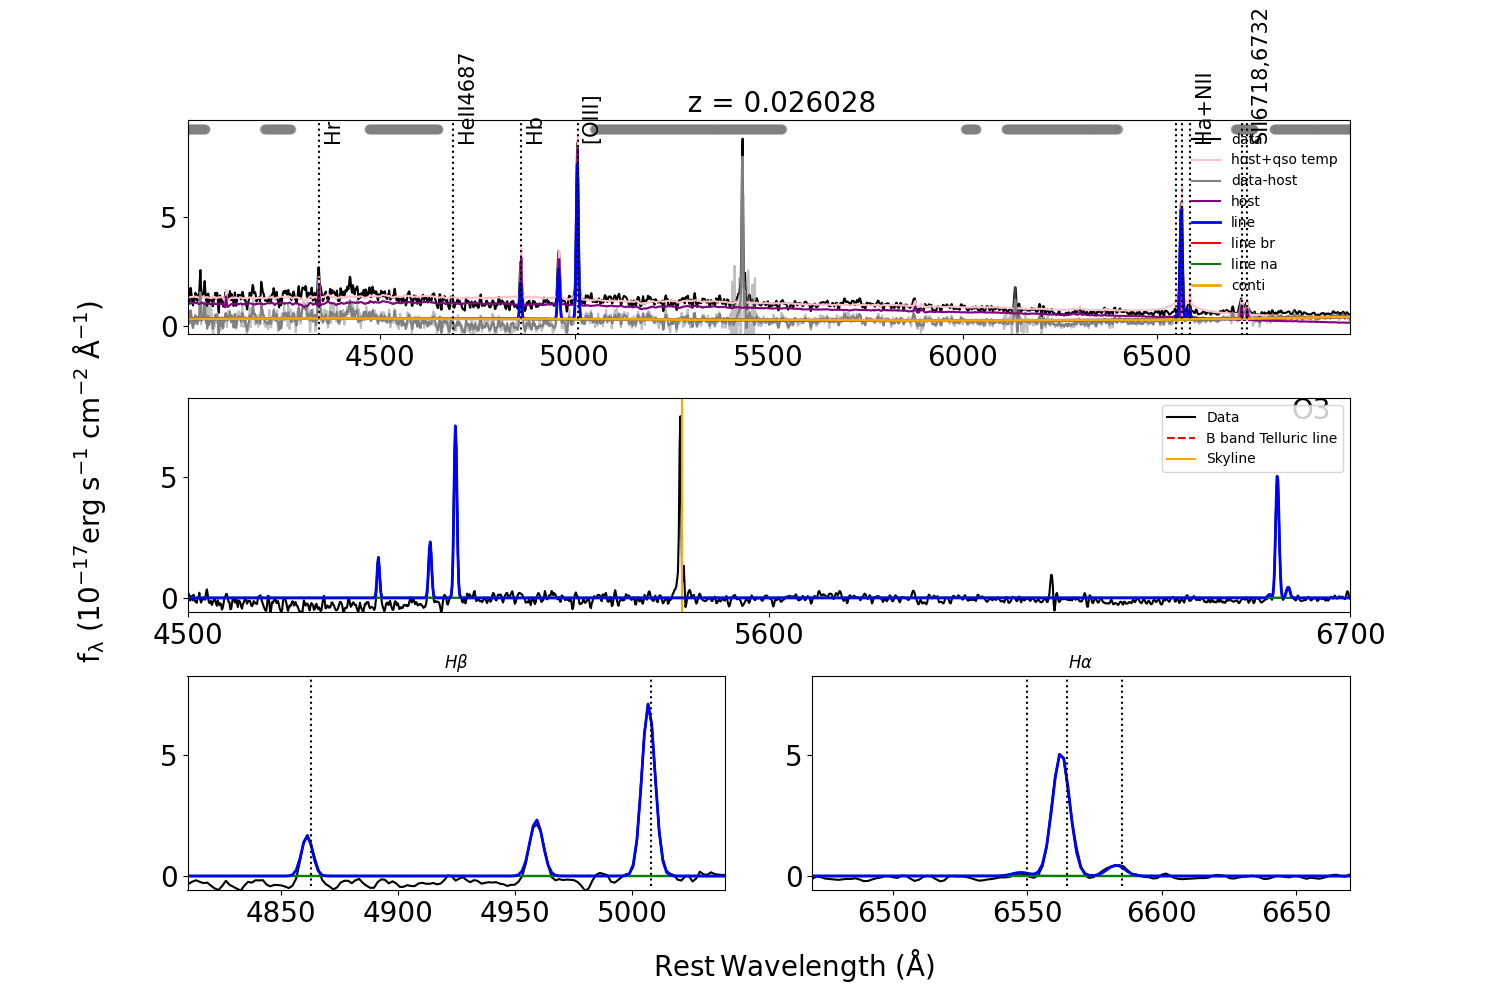 z = 0.026028
Hr
HeII4687
Hb
[OIII]
Ha+NII
SII6718,6732
data
host+qso temp
data-host
host
line
line br
line na
conti
5
0
4500
5000
5500
6000
6500
O3
Data
B band Telluric line
Skyline
5
0
4500
5600
6700
fλ (10⁻¹⁷erg s⁻¹ cm⁻² Å⁻¹)
Hβ
5
0
4850
4900
4950
5000
Hα
5
0
6500
6550
6600
6650
Rest Wavelength (Å)